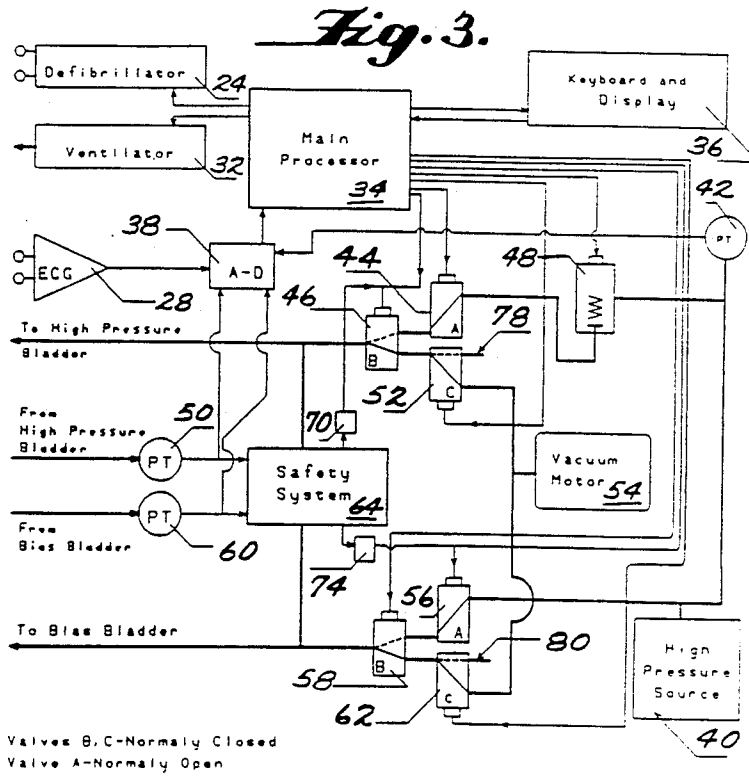 Fig. 3.
Defibrillator
24
Ventilator
32
Main
Processor
34
Keyboard and
Display
36
42
PT
38
A-D
ECG
28
44
46
48
A
B
78
To High Pressure
Bladder
52
C
From
High Pressure
Bladder
50
PT
70
Safety
System
64
Vacuum
Motor 54
PT
60
From
Bias Bladder
74
56
A
To Bias Bladder
B
58
80
C
62
High
Pressure
Source
40
Valves B,C-Normaly Closed
Valve A-Normaly Open